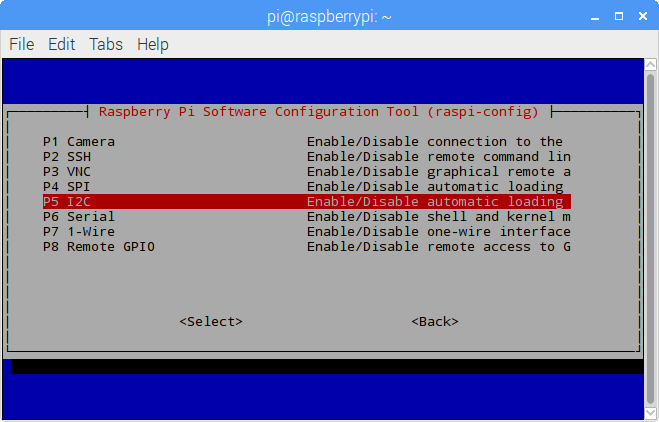 pi@raspberrypi: ~
File Edit Tabs Help
Raspberry Pi Software Configuration Tool (raspi-config)
P1 Camera Enable/Disable connection to the
P2 SSH Enable/Disable remote command lin
P3 VNC Enable/Disable graphical remote a
P4 SPI Enable/Disable automatic loading
P5 I2C Enable/Disable automatic loading
P6 Serial Enable/Disable shell and kernel m
P7 1-Wire Enable/Disable one-wire interface
P8 Remote GPIO Enable/Disable remote access to G
<Select> <Back>